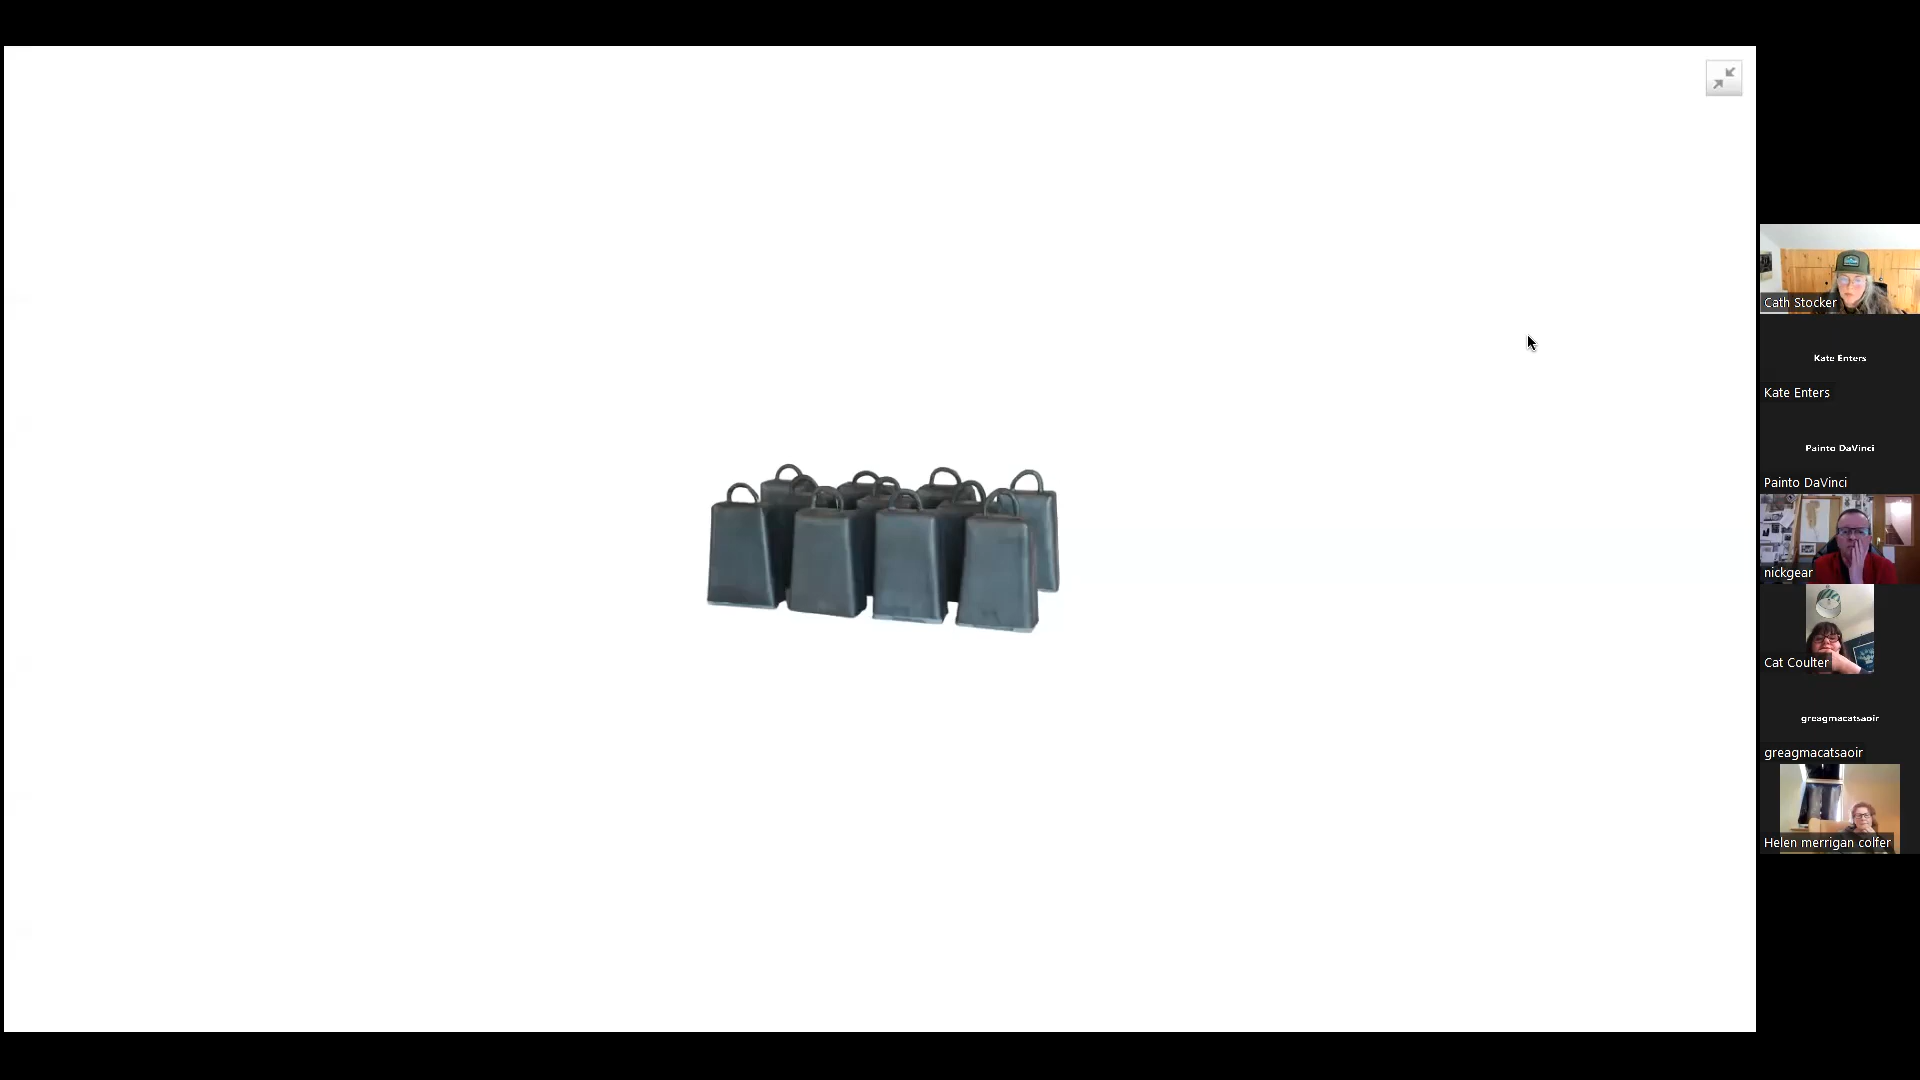 Cath Stocker
Kate Enters
Kate Enters
Painto DaVinci
Painto DaVinci
nickgear
Cat Coulter
greagmacatsaoir
greagmacatsaoir
Helen merrigan colfer